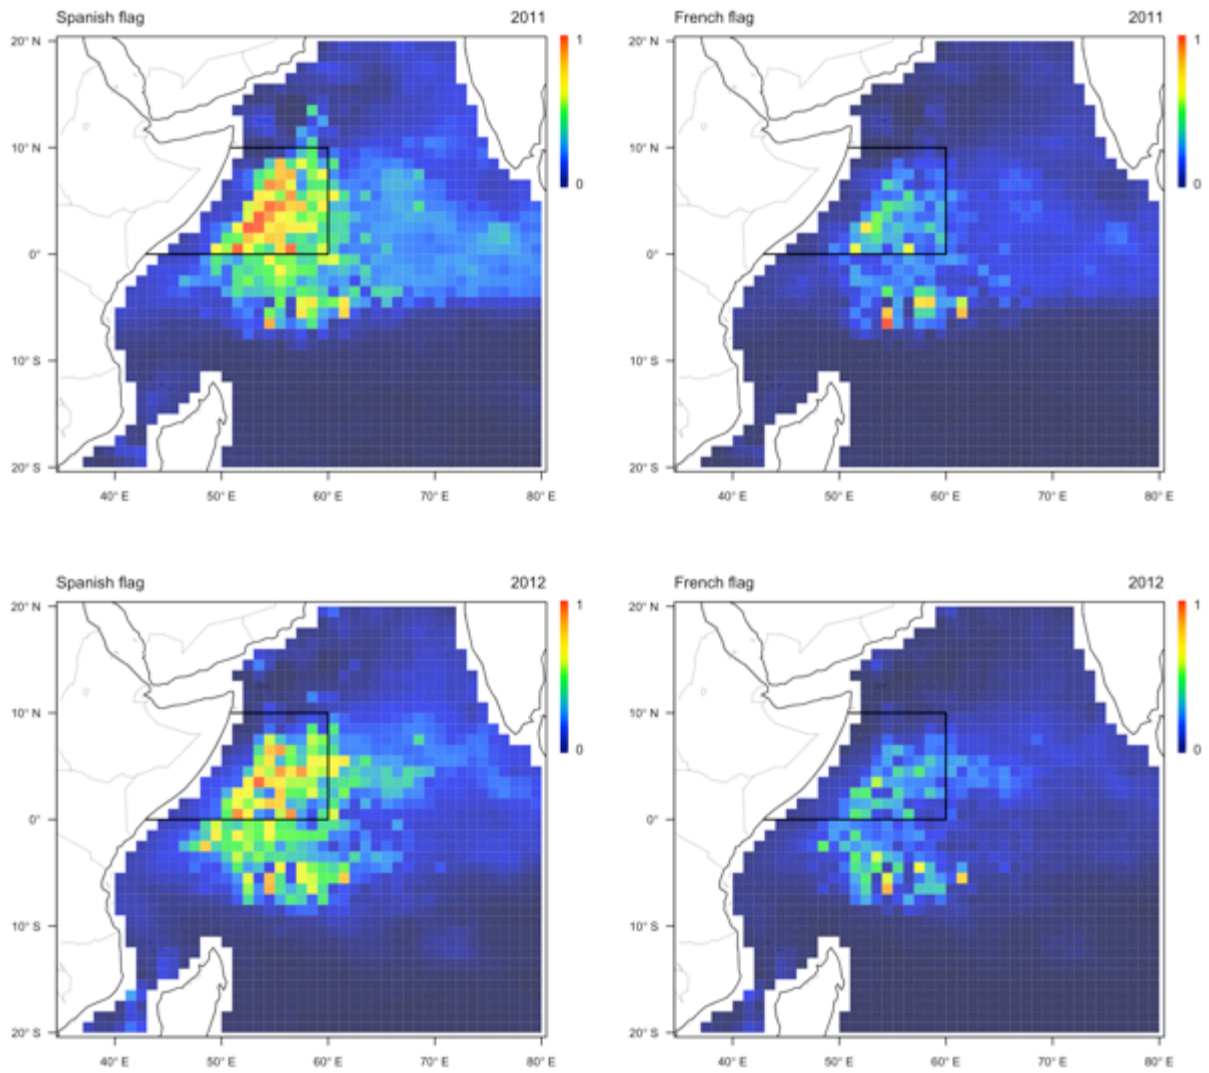 Spanish flag 2011
20° N
10° N
0°
10° S
20° S
40° E 50° E 60° E 70° E 80° E
1
0
French flag 2011
20° N
10° N
0°
10° S
20° S
40° E 50° E 60° E 70° E 80° E
1
0
Spanish flag 2012
20° N
10° N
0°
10° S
20° S
40° E 50° E 60° E 70° E 80° E
1
0
French flag 2012
20° N
10° N
0°
10° S
20° S
40° E 50° E 60° E 70° E 80° E
1
0